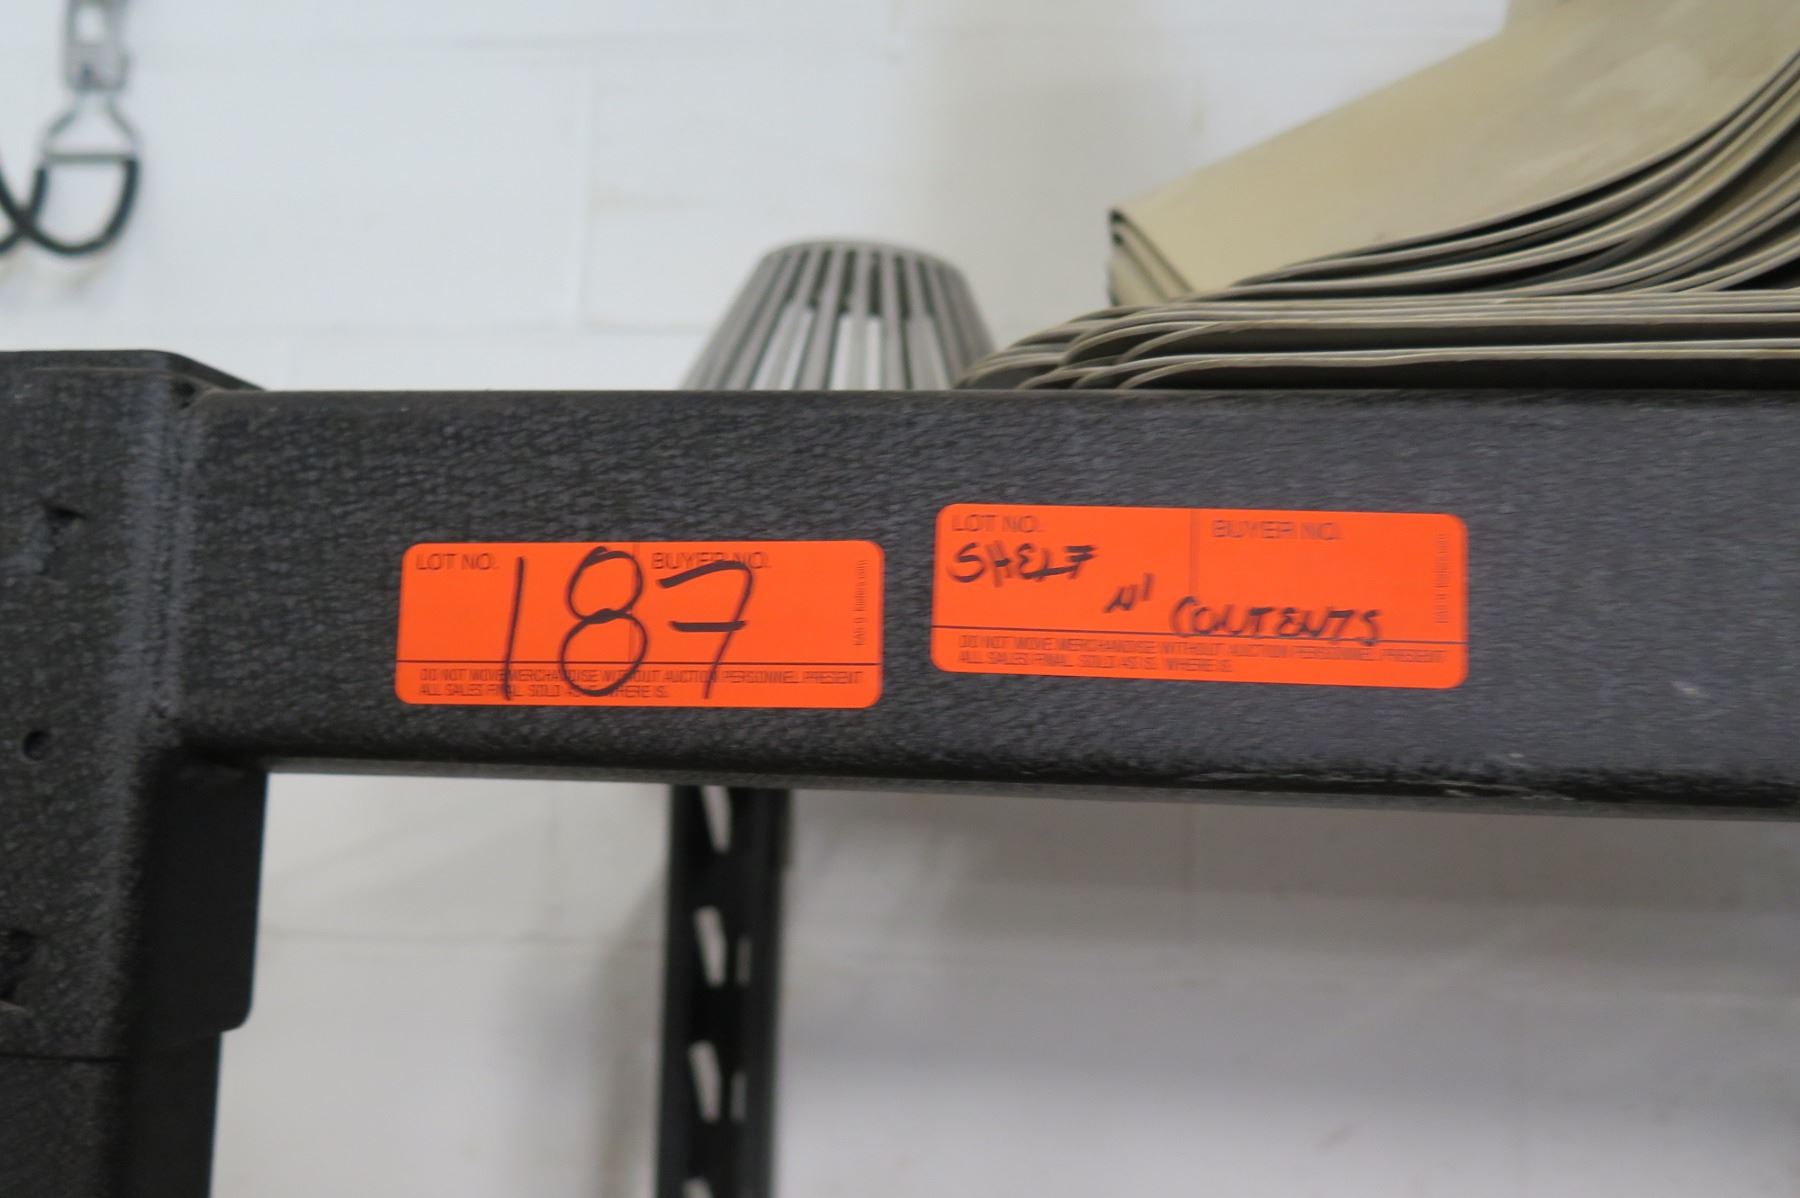 LOT NO. BUYER NO.
187
DO NOT MOVE MERCHANDISE WITHOUT AUCTION PERSONNEL PRESENT
ALL SALES FINAL SOLD AS IS. WHERE IS.
LOT NO. BUYER NO.
SHELF
W/ CONTENTS
DO NOT MOVE MERCHANDISE WITHOUT AUCTION PERSONNEL PRESENT
ALL SALES FINAL SOLD AS IS. WHERE IS.